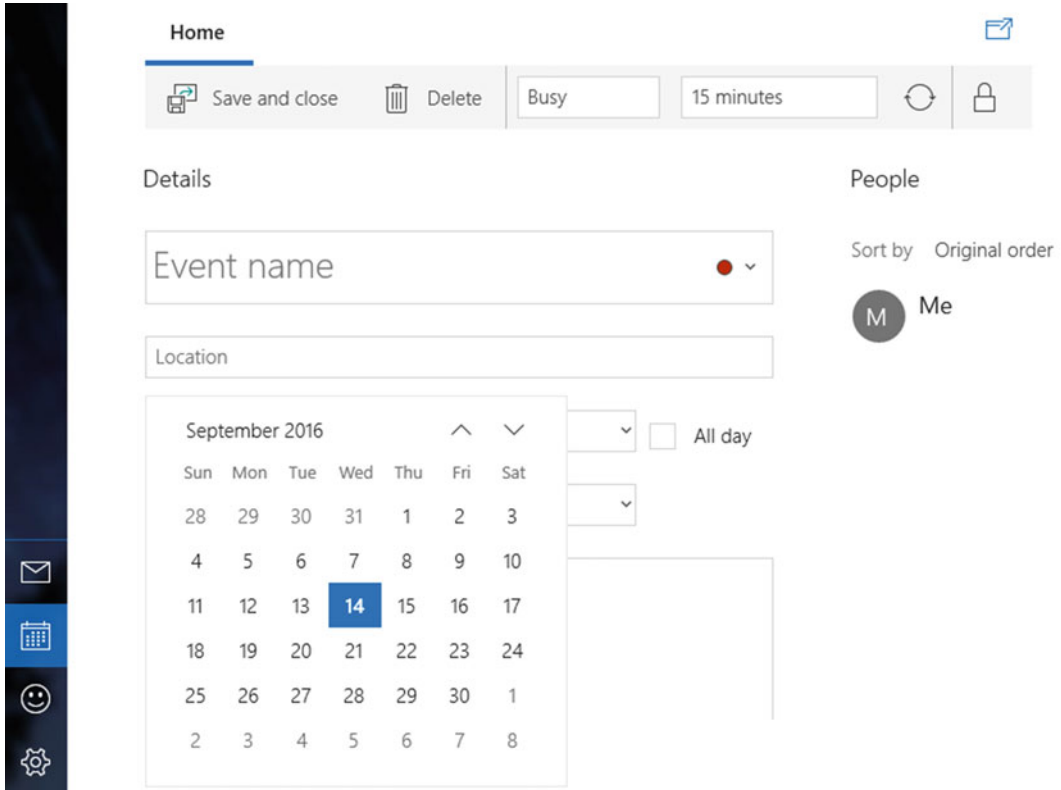 Home
Save and close Delete Busy 15 minutes
Details
People
Event name
Sort by Original order
M Me
Location
September 2016
All day
Sun Mon Tue Wed Thu Fri Sat
28 29 30 31 1 2 3
4 5 6 7 8 9 10
11 12 13 14 15 16 17
18 19 20 21 22 23 24
25 26 27 28 29 30 1
2 3 4 5 6 7 8